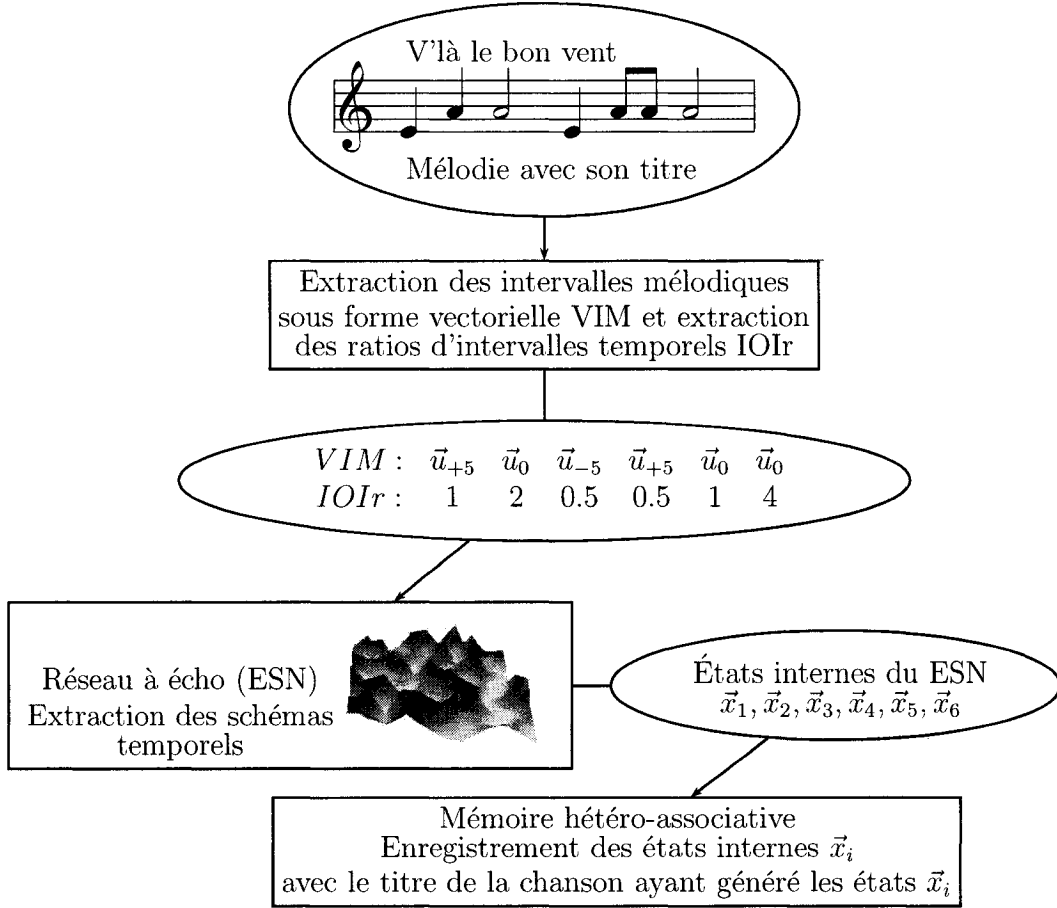 V'là le bon vent
Mélodie avec son titre
Extraction des intervalles mélodiques
sous forme vectorielle VIM et extraction
des ratios d'intervalles temporels IOIr
VIM : u⃗₊₅ u⃗₀ u⃗₋₅ u⃗₊₅ u⃗₀ u⃗₀
IOIr : 1 2 0.5 0.5 1 4
Réseau à écho (ESN)
Extraction des schémas
temporels
États internes du ESN
x⃗₁, x⃗₂, x⃗₃, x⃗₄, x⃗₅, x⃗₆
Mémoire hétéro-associative
Enregistrement des états internes x⃗ᵢ
avec le titre de la chanson ayant généré les états x⃗ᵢ